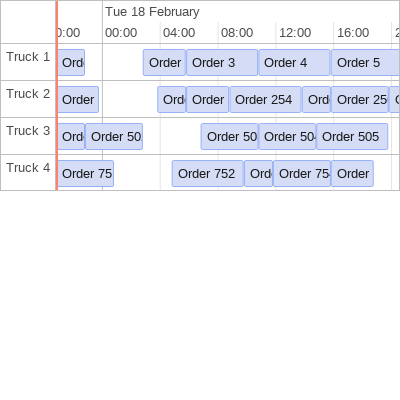 Tue 18 February
0:00 00:00 04:00 08:00 12:00 16:00 2
Truck 1 Ord Order Order 3 Order 4 Order 5
Truck 2 Order Ord Order Order 254 Ord Order 25
Truck 3 Ord Order 50 Order 50 Order 50 Order 505
Truck 4 Order 75 Order 752 Ord Order 75 Order